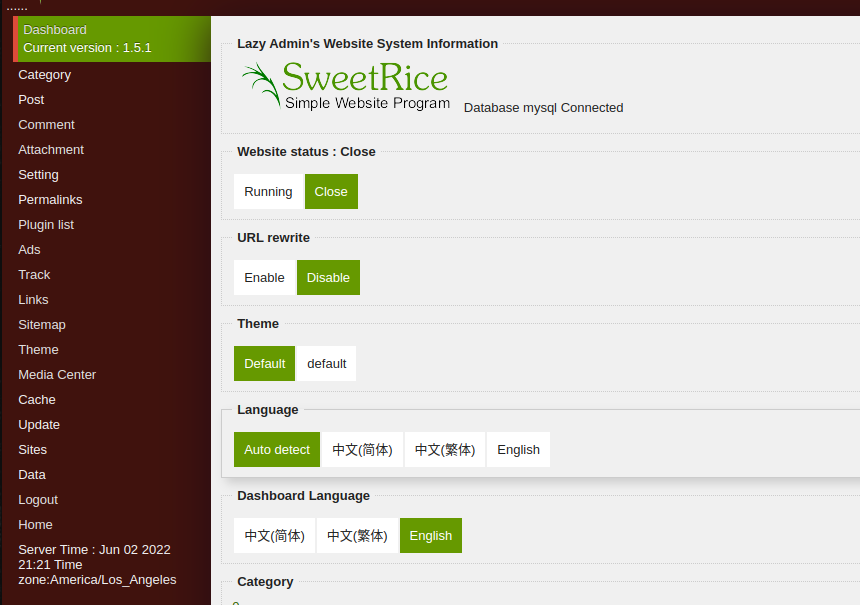 ......
Dashboard
Current version : 1.5.1
Category
Post
Comment
Attachment
Setting
Permalinks
Plugin list
Ads
Track
Links
Sitemap
Theme
Media Center
Cache
Update
Sites
Data
Logout
Home
Server Time : Jun 02 2022
21:21 Time
zone:America/Los_Angeles
Lazy Admin's Website System Information
SweetRice
Simple Website Program
Database mysql Connected
Website status : Close
Running Close
URL rewrite
Enable Disable
Theme
Default default
Language
Auto detect 中文(简体) 中文(繁体) English
Dashboard Language
中文(简体) 中文(繁体) English
Category